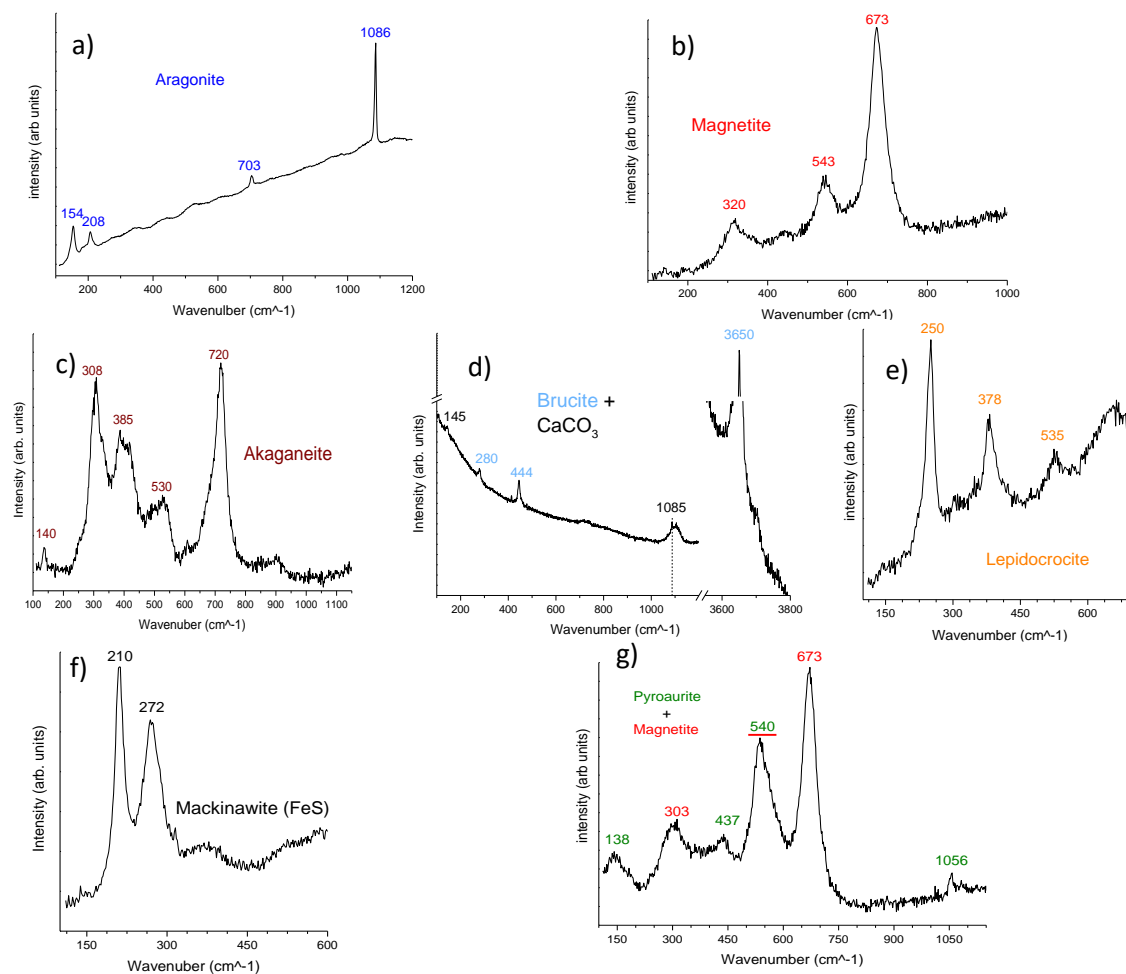 a)
1086
Aragonite
703
154
208
intensity (arb units)
200 400 600 800 1000 1200
Wavenulber (cm^-1)
b)
673
Magnetite
543
320
intensity (arb units)
200 400 600 800 1000
Wavenumber (cm^-1)
c)
720
308
385
Akaganeite
530
140
Intensity (arb. units)
100 300 500 700 900 1100
Wavenuber (cm^-1)
d)
3650
Brucite +
CaCO3
145
280
444
1085
Intensity (arb. units)
200 400 600 800 1000 3650 3800
Wavenumber (cm^-1)
e)
250
378
535
Lepidocrocite
intensity (arb units)
150 300 450 600
Wavenumber (cm^-1)
f)
210
272
Mackinawite (FeS)
Intensity (arb. units)
150 300 450 600
Wavenuber (cm^-1)
g)
673
Pyroaurite
+
Magnetite
540
303
437
138
1056
Intensity (arb. units)
150 300 450 600 750 900 1050
Wavenumber (cm^-1)